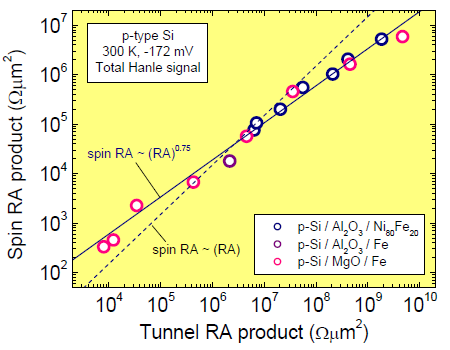 p-type Si
300 K, -172 mV
Total Hanle signal
10⁷
10⁶
10⁵
10⁴
10³
10²
Spin RA product (Ωµm²)
spin RA ~ (RA)⁰·⁷⁵
spin RA ~ (RA)
p-Si / Al₂O₃ / Ni₈₀Fe₂₀
p-Si / Al₂O₃ / Fe
p-Si / MgO / Fe
10⁴ 10⁵ 10⁶ 10⁷ 10⁸ 10⁹ 10¹⁰
Tunnel RA product (Ωµm²)